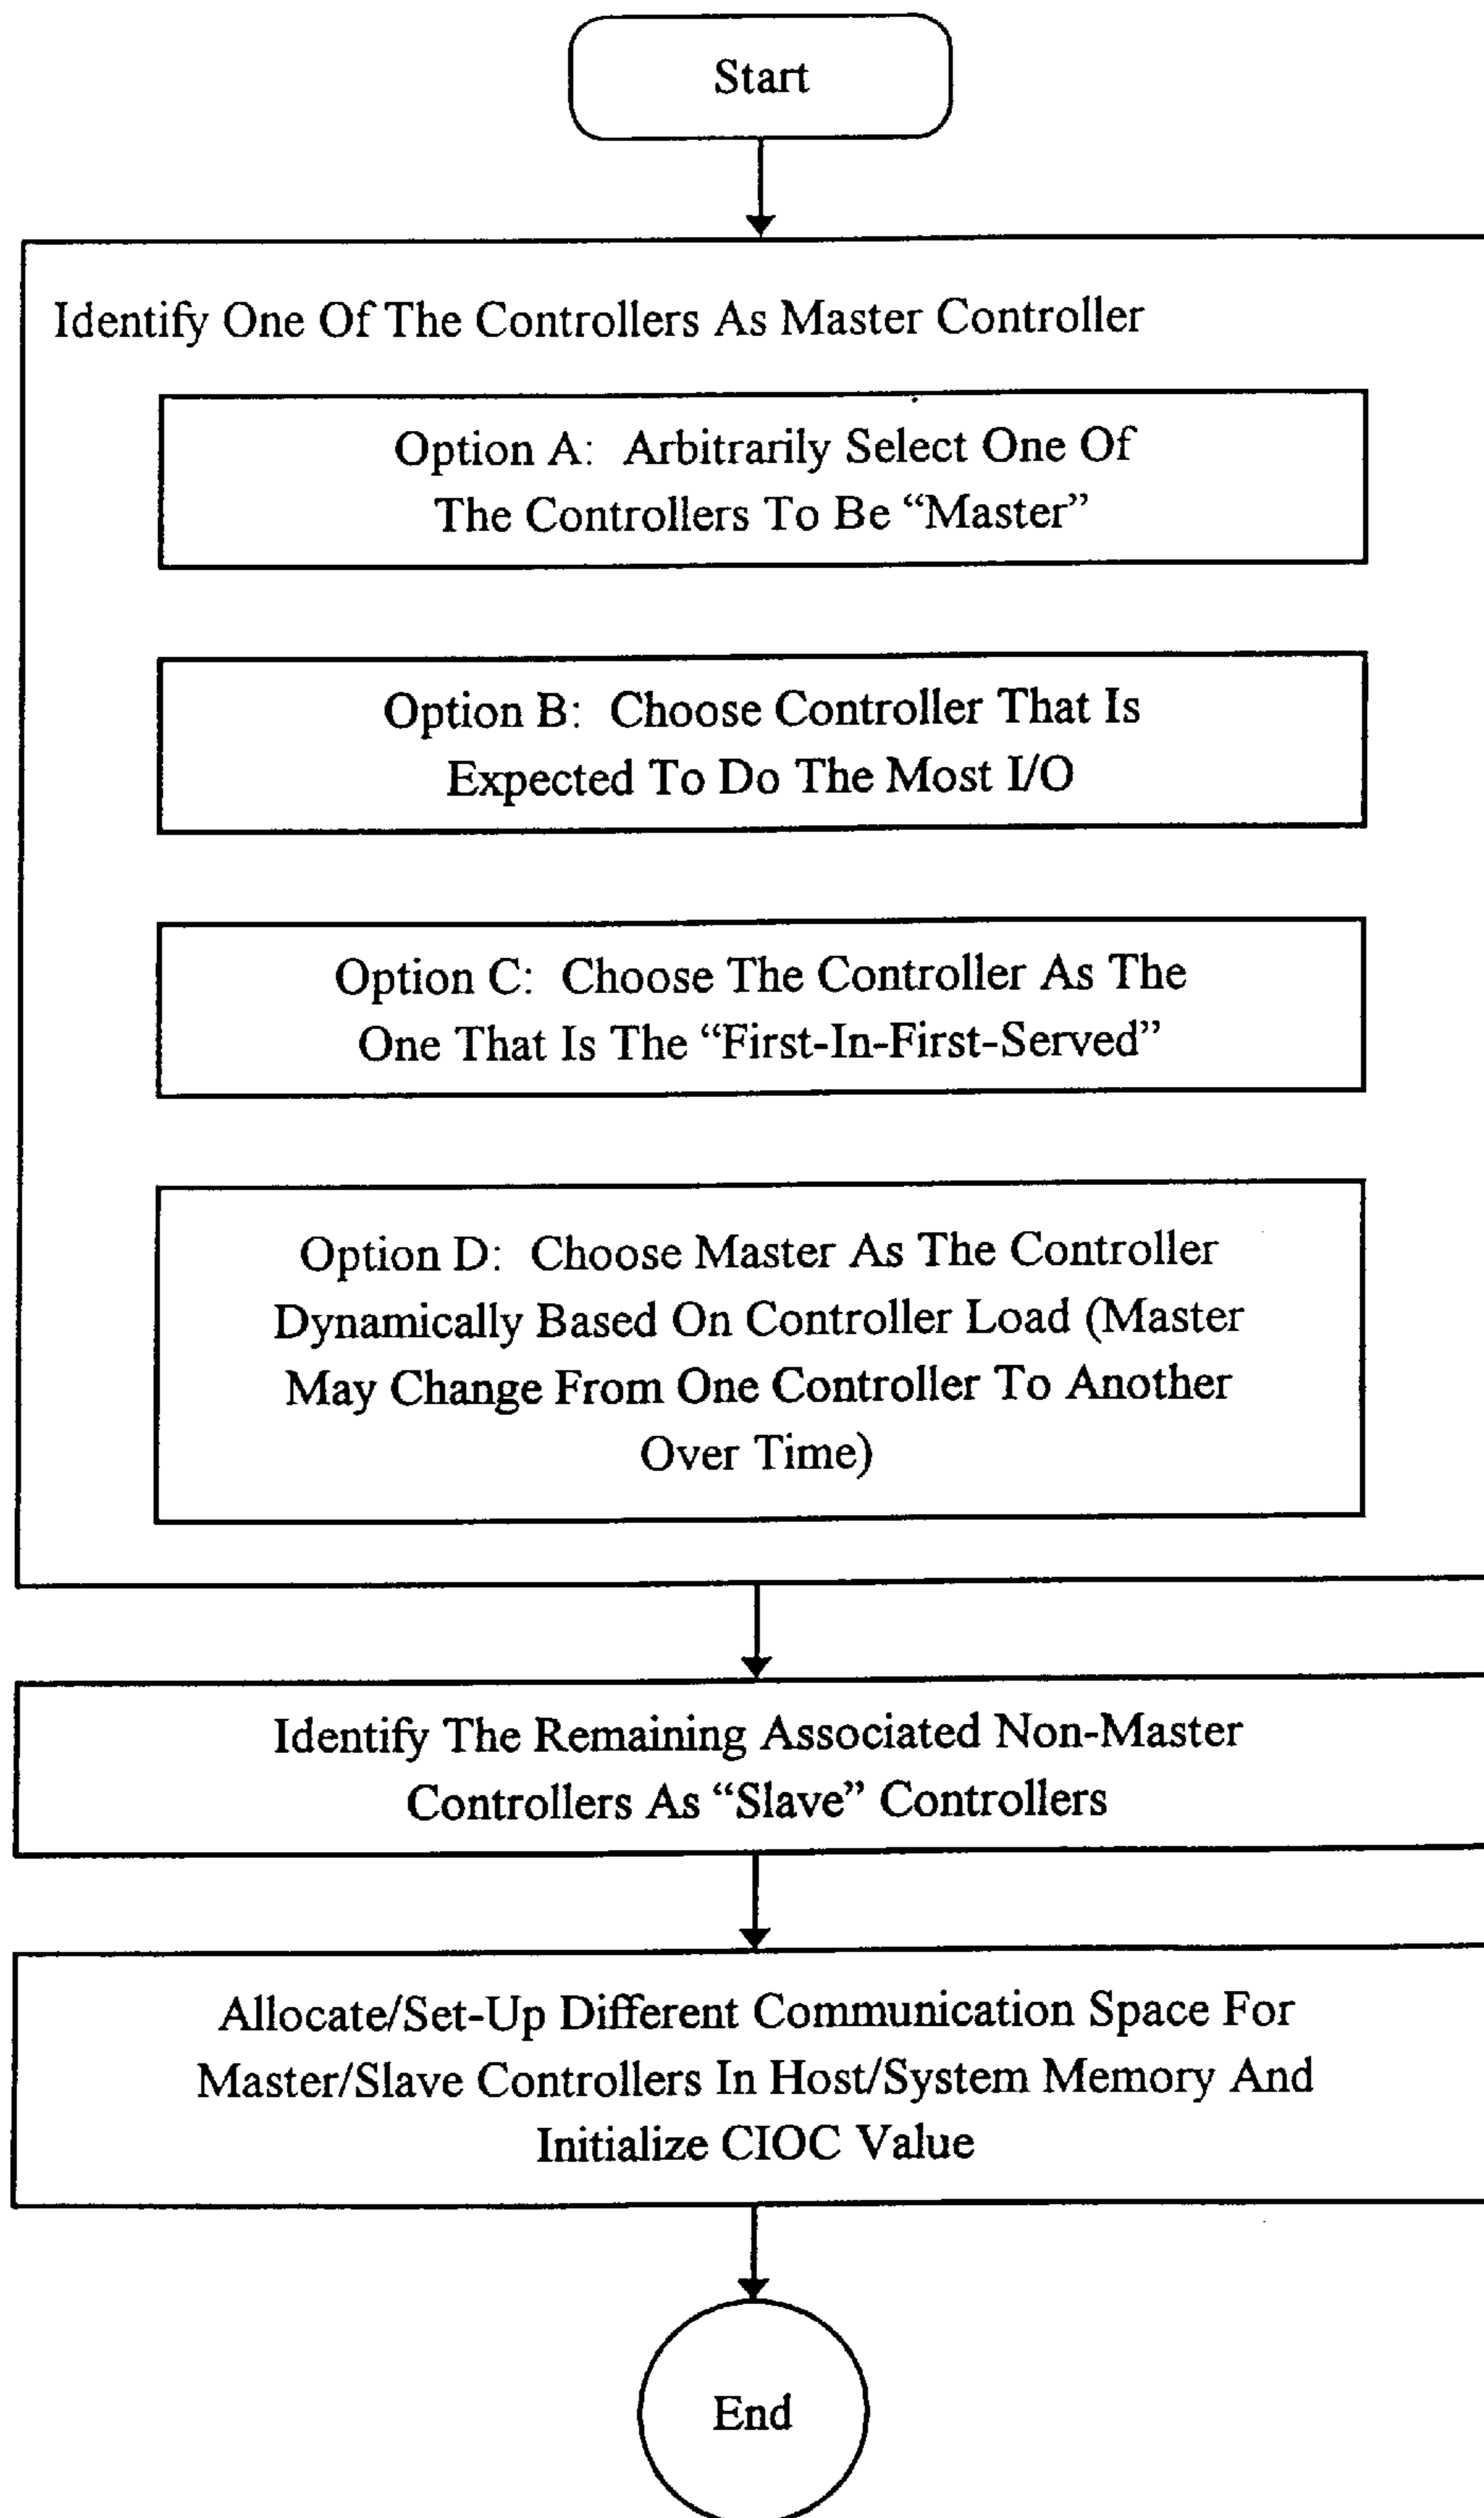 Start
Identify One Of The Controllers As Master Controller
Option A: Arbitrarily Select One Of
The Controllers To Be “Master”
Option B: Choose Controller That Is
Expected To Do The Most I/O
Option C: Choose The Controller As The
One That Is The “First-In-First-Served”
Option D: Choose Master As The Controller
Dynamically Based On Controller Load (Master
May Change From One Controller To Another
Over Time)
Identify The Remaining Associated Non-Master
Controllers As “Slave” Controllers
Allocate/Set-Up Different Communication Space For
Master/Slave Controllers In Host/System Memory And
Initialize CIOC Value
End